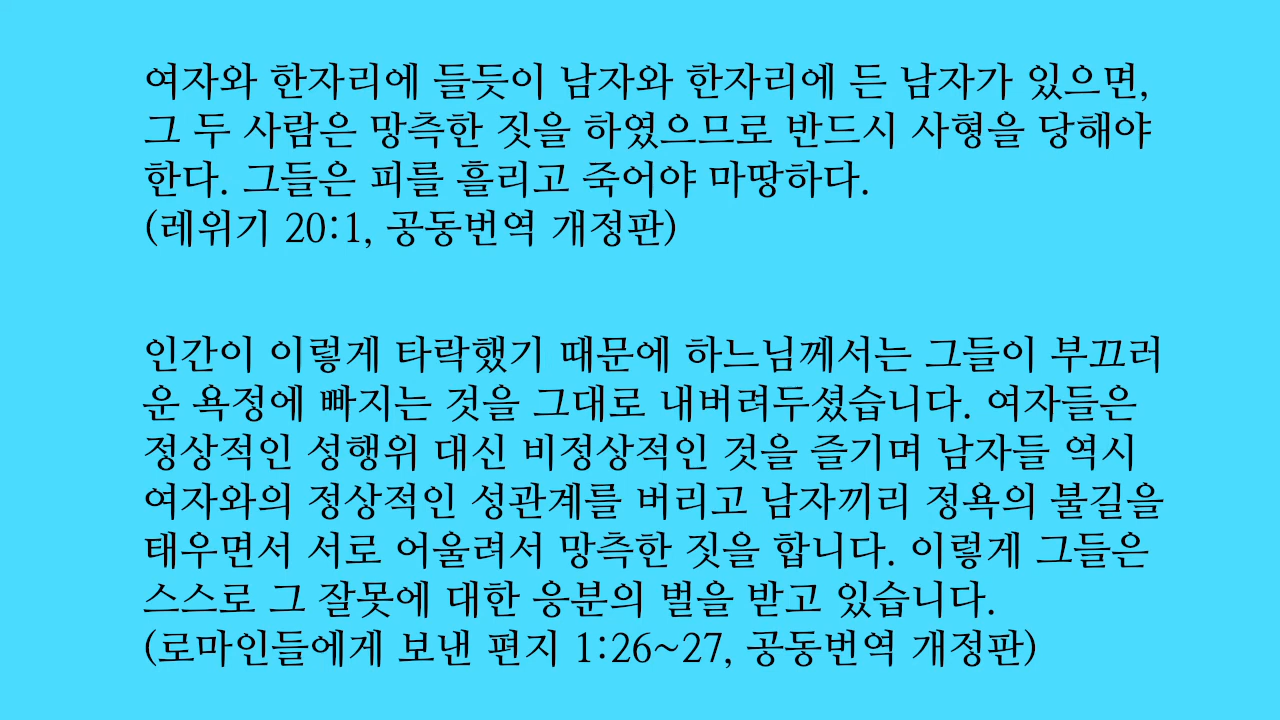 여자와 한자리에 들듯이 남자와 한자리에 든 남자가 있으면,
그 두 사람은 망측한 짓을 하였으므로 반드시 사형을 당해야
한다. 그들은 피를 흘리고 죽어야 마땅하다.
(레위기 20:1, 공동번역 개정판)
인간이 이렇게 타락했기 때문에 하느님께서는 그들이 부끄러
운 욕정에 빠지는 것을 그대로 내버려두셨습니다. 여자들은
정상적인 성행위 대신 비정상적인 것을 즐기며 남자들 역시
여자와의 정상적인 성관계를 버리고 남자끼리 정욕의 불길을
태우면서 서로 어울려서 망측한 짓을 합니다. 이렇게 그들은
스스로 그 잘못에 대한 응분의 벌을 받고 있습니다.
(로마인들에게 보낸 편지 1:26~27, 공동번역 개정판)